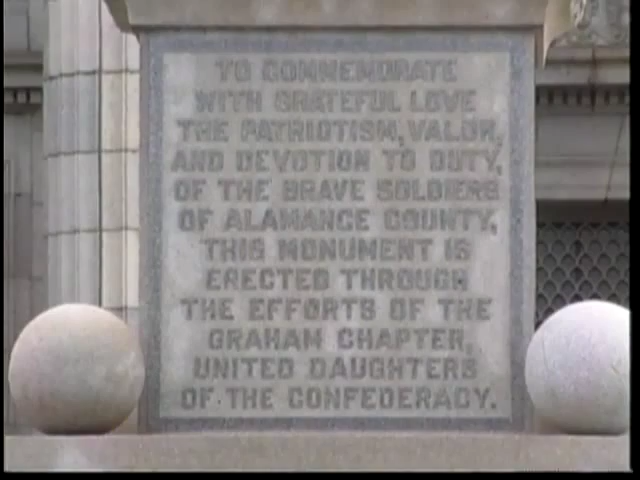 TO COMMEMORATE
WITH GRATEFUL LOVE
THE PATRIOTISM, VALOR,
AND DEVOTION TO DUTY,
OF THE BRAVE SOLDIERS
OF ALAMANCE COUNTY,
THIS MONUMENT IS
ERECTED THROUGH
THE EFFORTS OF THE
GRAHAM CHAPTER,
UNITED DAUGHTERS
OF THE CONFEDERACY.